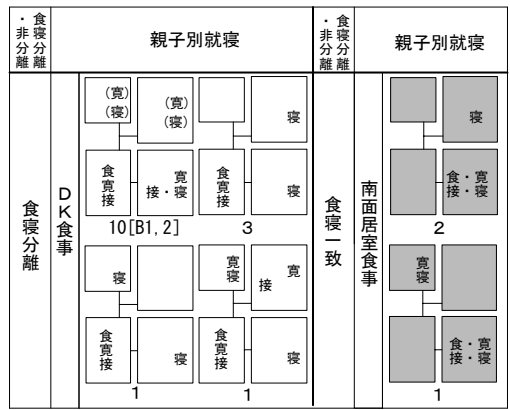 食寝分離・非分離
親子別就寝
食寝分離・非分離
親子別就寝
食寝分離
DK食事
(寛)
(寝)
(寛)
(寝)
食寛接
寛
接・寝
10[B1,2]
寝
食寛接
寝
3
寝
食寛接
寝
1
寛寝
寛
接
食寛接
寝
1
食寝一致
南面居室食事
寝
食・寛
接・寝
2
寛寝
食・寛
接・寝
1